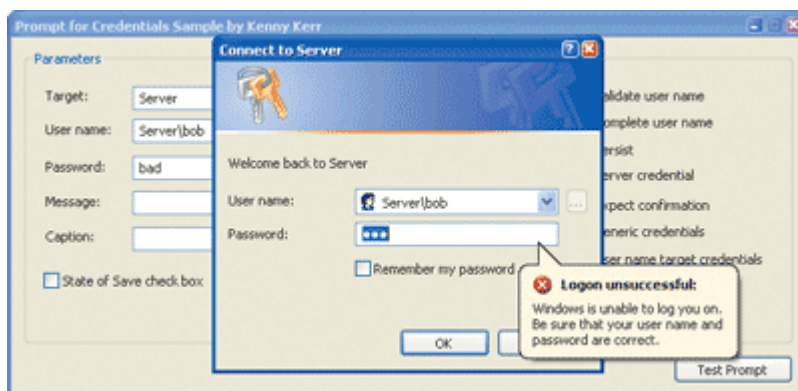 Prompt for Credentials Sample by Kenny Kerr
Parameters
Target:
Server
User name:
Server\bob
Password:
bad
Message:
Caption:
State of Save check box
Connect to Server
Welcome back to Server
User name:
Server\bob
Password:
Remember my password
OK
Logon unsuccessful:
Windows is unable to log you on.
Be sure that your user name and
password are correct.
alidate user name
omplete user name
ersist
erver credential
xpect confirmation
eneric credentials
ser name target credentials
Test Prompt